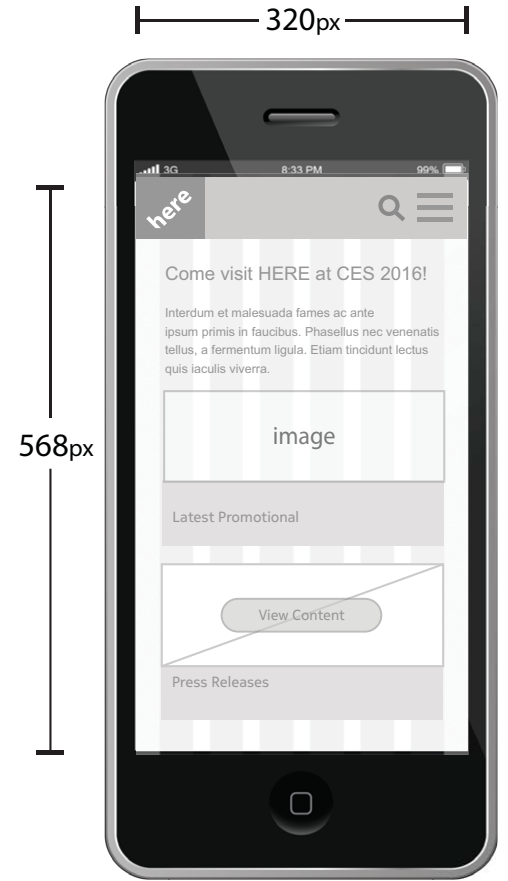 320px
3G 8:33 PM 99%
here
Come visit HERE at CES 2016!
Interdum et malesuada fames ac ante
ipsum primis in faucibus. Phasellus nec venenatis
tellus, a fermentum ligula. Etiam tincidunt lectus
quis iaculis viverra.
568px
image
Latest Promotional
View Content
Press Releases